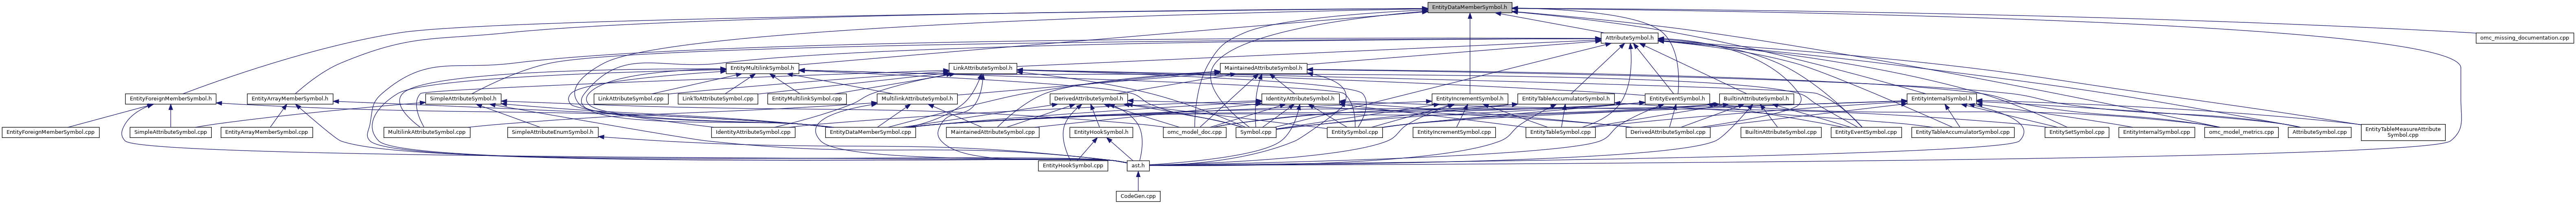 EntityDataMemberSymbol.h
AttributeSymbol.h
omc_missing_documentation.cpp
EntityMultilinkSymbol.h
LinkAttributeSymbol.h
MaintainedAttributeSymbol.h
EntityForeignMemberSymbol.h
EntityArrayMemberSymbol.h
SimpleAttributeSymbol.h
LinkAttributeSymbol.cpp
LinkToAttributeSymbol.cpp
EntityMultilinkSymbol.cpp
MultilinkAttributeSymbol.h
DerivedAttributeSymbol.h
IdentityAttributeSymbol.h
EntityIncrementSymbol.h
EntityTableAccumulatorSymbol.h
EntityEventSymbol.h
BuiltinAttributeSymbol.h
EntityInternalSymbol.h
EntityForeignMemberSymbol.cpp
SimpleAttributeSymbol.cpp
EntityArrayMemberSymbol.cpp
MultilinkAttributeSymbol.cpp
SimpleAttributeEnumSymbol.h
IdentityAttributeSymbol.cpp
EntityDataMemberSymbol.cpp
MaintainedAttributeSymbol.cpp
EntityHookSymbol.h
omc_model_doc.cpp
Symbol.cpp
EntitySymbol.cpp
EntityIncrementSymbol.cpp
EntityTableSymbol.cpp
DerivedAttributeSymbol.cpp
BuiltinAttributeSymbol.cpp
EntityEventSymbol.cpp
EntityTableAccumulatorSymbol.cpp
EntitySetSymbol.cpp
EntityInternalSymbol.cpp
omc_model_metrics.cpp
AttributeSymbol.cpp
EntityTableMeasureAttribute
Symbol.cpp
EntityHookSymbol.cpp
ast.h
CodeGen.cpp